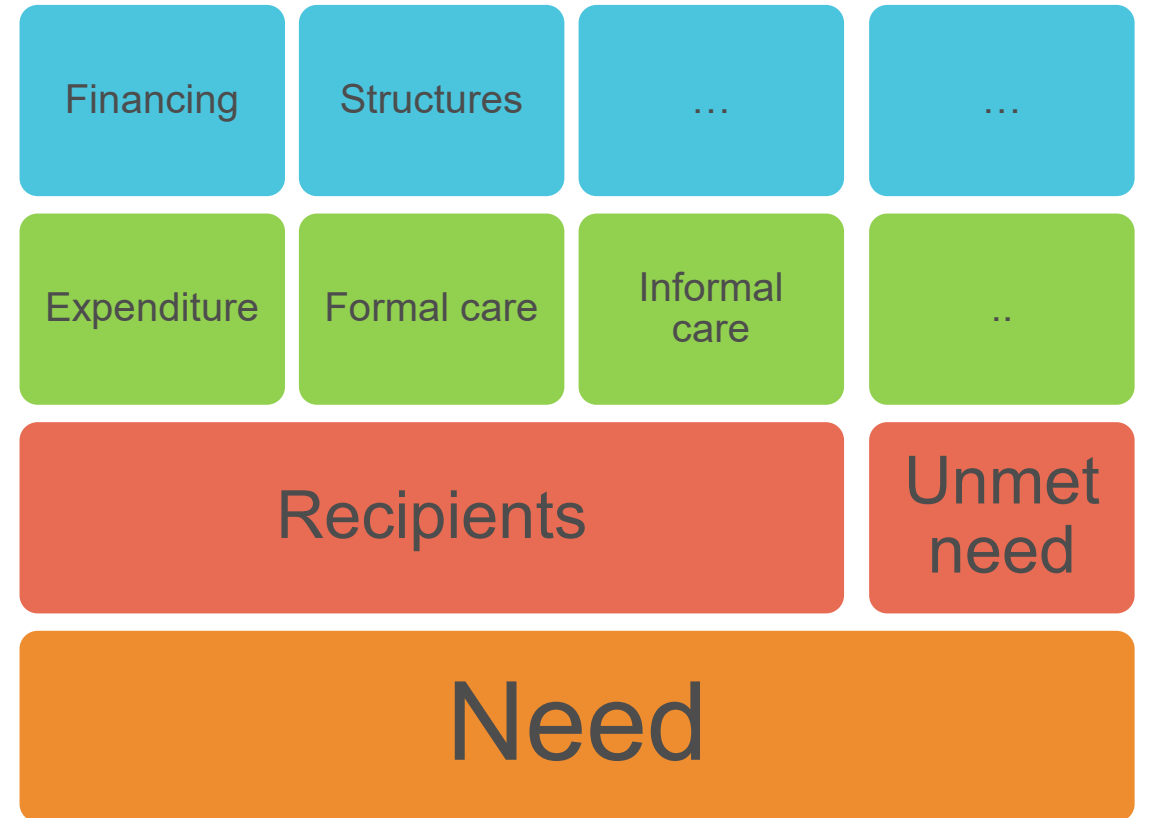 Financing
Structures
…
…
Expenditure
Formal care
Informal
care
..
Recipients
Unmet
need
Need